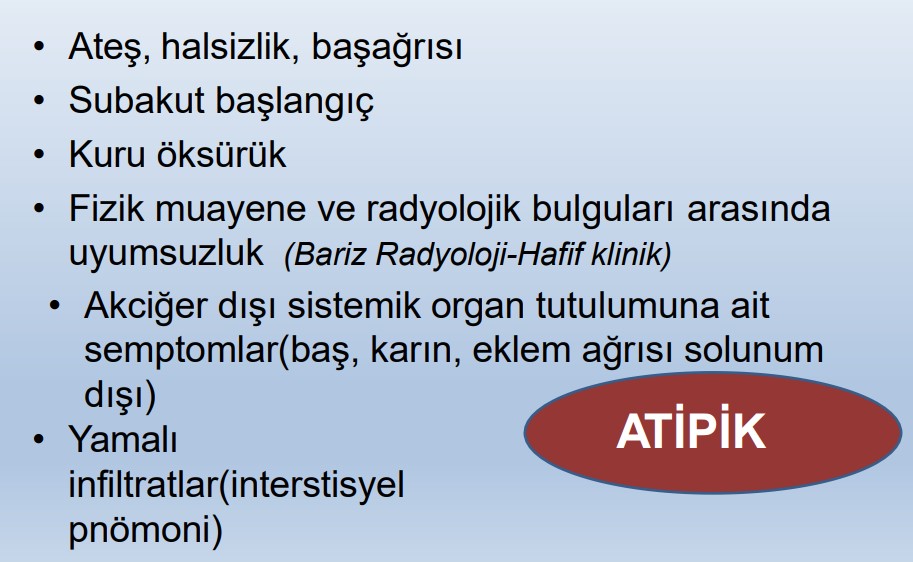 • Ateş, halsizlik, başağrısı
• Subakut başlangıç
• Kuru öksürük
• Fizik muayene ve radyolojik bulguları arasında
uyumsuzluk (Bariz Radyoloji-Hafif klinik)
• Akciğer dışı sistemik organ tutulumuna ait
semptomlar(baş, karın, eklem ağrısı solunum
dışı)
• Yamalı
infiltratlar(interstisyel
pnömoni)
ATİPİK